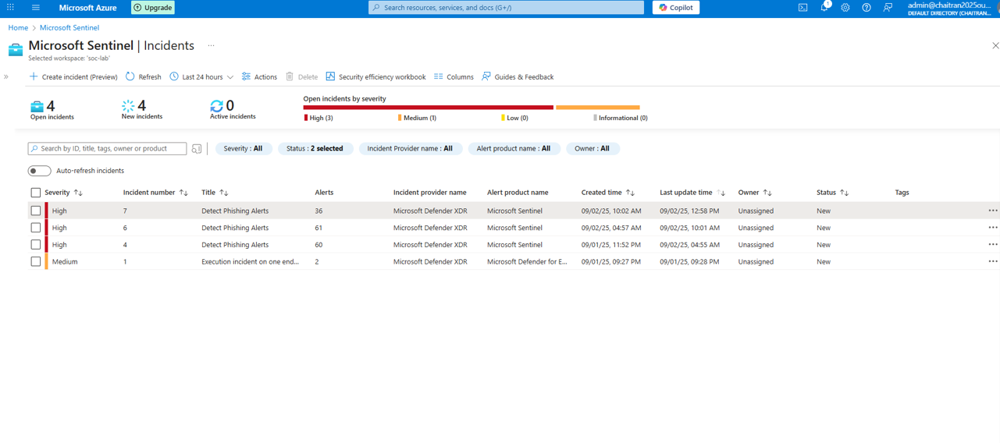 Microsoft Azure Upgrade Search resources, services, and docs (G+/) Copilot 1 admin@chaitran2025ou...
DEFAULT DIRECTORY (CHAITRAN...
Home > Microsoft Sentinel
Microsoft Sentinel | Incidents ...
Selected workspace: 'soc-lab'
» Create incident (Preview) Refresh Last 24 hours Actions Delete Security efficiency workbook Columns Guides & Feedback
4 4 0
Open incidents New incidents Active incidents
Open incidents by severity
High (3) Medium (1) Low (0) Informational (0)
Search by ID, title, tags, owner or product Severity : All Status : 2 selected Incident Provider name : All Alert product name : All Owner : All
Auto-refresh incidents
Severity Incident number Title Alerts Incident provider name Alert product name Created time Last update time Owner Status Tags
High 7 Detect Phishing Alerts 36 Microsoft Defender XDR Microsoft Sentinel 09/02/25, 10:02 AM 09/02/25, 12:58 PM Unassigned New ...
High 6 Detect Phishing Alerts 61 Microsoft Defender XDR Microsoft Sentinel 09/02/25, 04:57 AM 09/02/25, 10:01 AM Unassigned New ...
High 4 Detect Phishing Alerts 60 Microsoft Defender XDR Microsoft Sentinel 09/01/25, 11:52 PM 09/02/25, 04:55 AM Unassigned New ...
Medium 1 Execution incident on one end... 2 Microsoft Defender XDR Microsoft Defender for E... 09/01/25, 09:27 PM 09/01/25, 09:28 PM Unassigned New ...